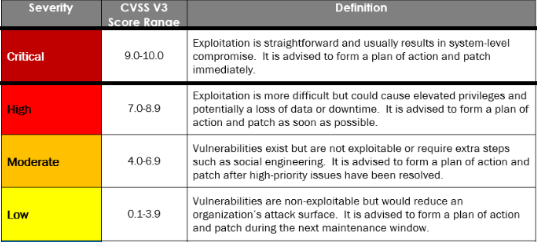 Severity
CVSS V3
Score Range
Definition
Critical
9.0-10.0
Exploitation is straightforward and usually results in system-level
compromise. It is advised to form a plan of action and patch
immediately.
High
7.0-8.9
Exploitation is more difficult but could cause elevated privileges and
potentially a loss of data or downtime. It is advised to form a plan of
action and patch as soon as possible.
Moderate
4.0-6.9
Vulnerabilities exist but are not exploitable or require extra steps
such as social engineering. It is advised to form a plan of action and
patch after high-priority issues have been resolved.
Low
0.1-3.9
Vulnerabilities are non-exploitable but would reduce an
organization's attack surface. It is advised to form a plan of action
and patch during the next maintenance window.